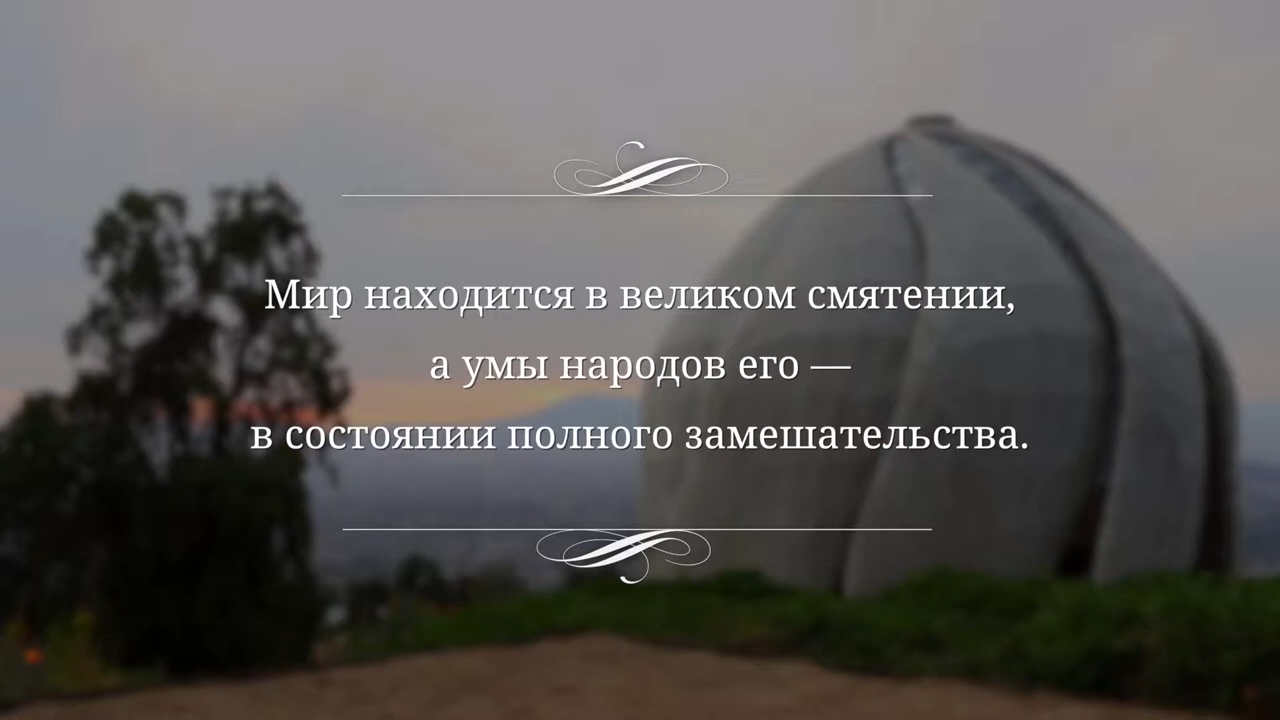 Мир находится в великом смятении,
а умы народов его —
в состоянии полного замешательства.